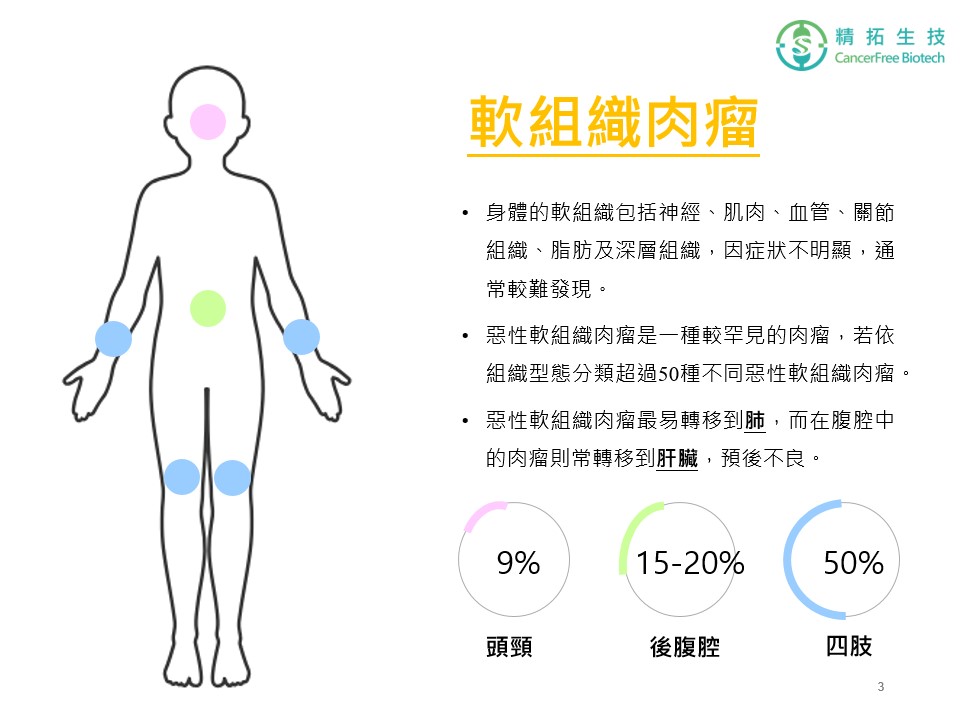 精拓生技
CancerFree Biotech
軟組織肉瘤
• 身體的軟組織包括神經、肌肉、血管、關節
組織、脂肪及深層組織，因症狀不明顯，通
常較難發現。
• 惡性軟組織肉瘤是一種較罕見的肉瘤，若依
組織型態分類超過50種不同惡性軟組織肉瘤。
• 惡性軟組織肉瘤最易轉移到肺，而在腹腔中
的肉瘤則常轉移到肝臟，預後不良。
9%
15-20%
50%
頭頸
後腹腔
四肢
3